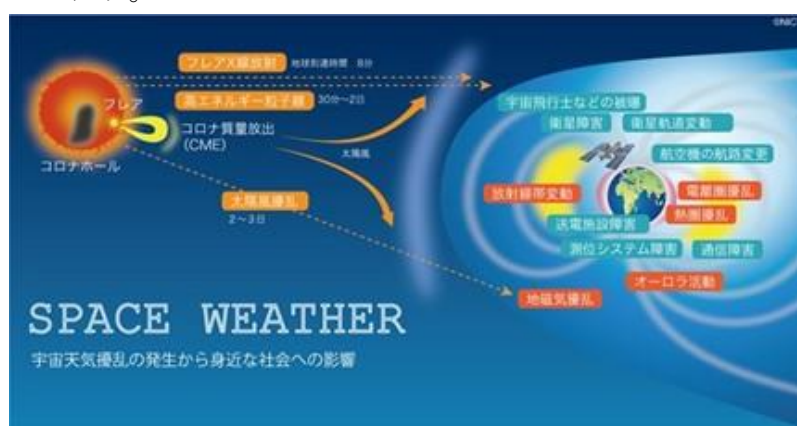 ©NIC
フレアX線放射 地球到達時間 8分
フレア
高エネルギー粒子線 30分～2日
コロナ質量放出
(CME)
コロナホール
太陽風
太陽風擾乱
2～3日
宇宙飛行士などの被曝
衛星障害 衛星軌道変動
航空機の航路変更
放射線帯変動
電離圏擾乱
熱圏擾乱
送電施設障害
測位システム障害 通信障害
オーロラ活動
地磁気擾乱
SPACE WEATHER
宇宙天気擾乱の発生から身近な社会への影響